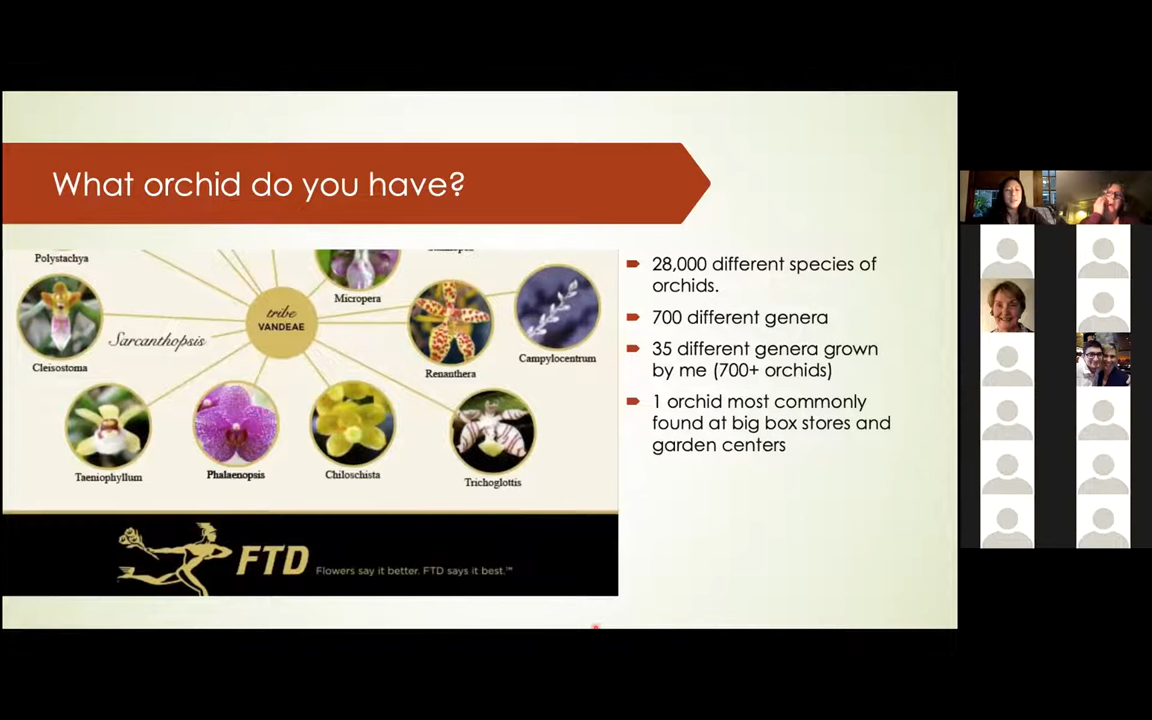 What orchid do you have?
Polystachya
Micropera
tribe
VANDEAE
Sarcanthopsis
Cleisostoma
Renanthera
Campylocentrum
Taeniophyllum
Phalaenopsis
Chiloschista
Trichoglottis
FTD
Flowers say it better. FTD says it best.™
28,000 different species of
orchids.
700 different genera
35 different genera grown
by me (700+ orchids)
1 orchid most commonly
found at big box stores and
garden centers